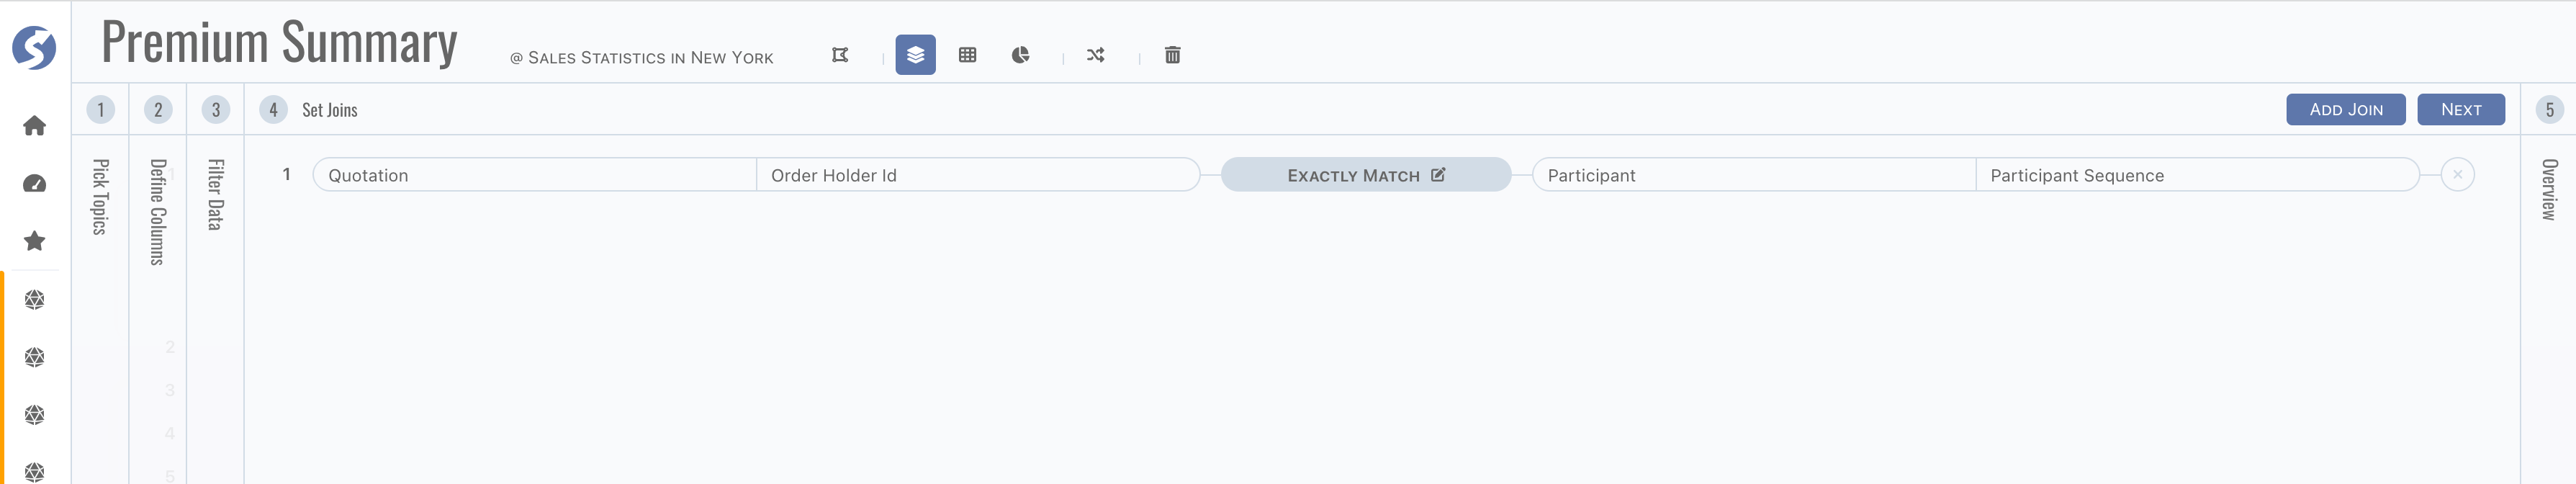 Premium Summary
@ Sales Statistics in New York
1
2
3
4 Set Joins
Add Join
Next
5
Pick Topics
Define Columns
Filter Data
1 Quotation Order Holder Id Exactly Match Participant Participant Sequence
Overview
1
2
3
4
5